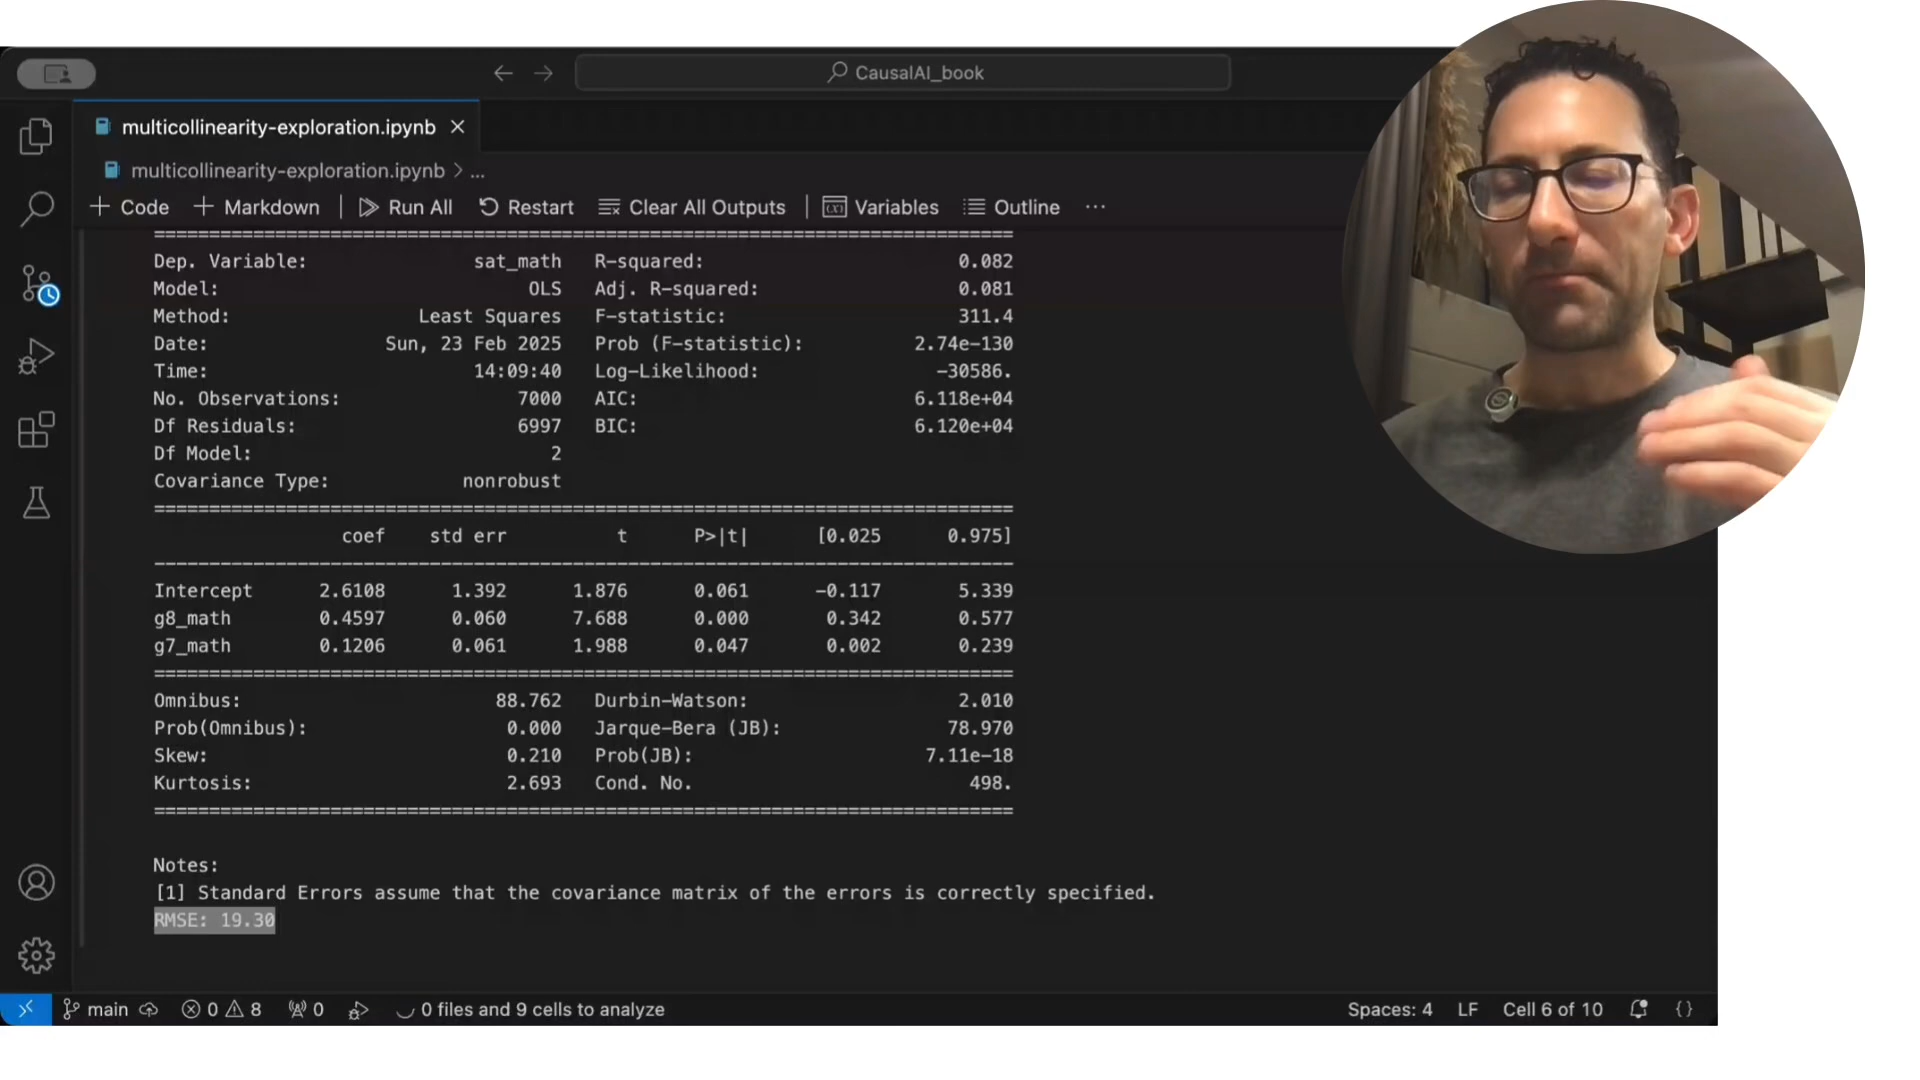 CausalAI_book
multicollinearity-exploration.ipynb
multicollinearity-exploration.ipynb > ...
+ Code + Markdown | Run All Restart Clear All Outputs | Variables Outline ...
==============================================================================
Dep. Variable: sat_math R-squared: 0.082
Model: OLS Adj. R-squared: 0.081
Method: Least Squares F-statistic: 311.4
Date: Sun, 23 Feb 2025 Prob (F-statistic): 2.74e-130
Time: 14:09:40 Log-Likelihood: -30586.
No. Observations: 7000 AIC: 6.118e+04
Df Residuals: 6997 BIC: 6.120e+04
Df Model: 2
Covariance Type: nonrobust
==============================================================================
coef std err t P>|t| [0.025 0.975]
------------------------------------------------------------------------------
Intercept 2.6108 1.392 1.876 0.061 -0.117 5.339
g8_math 0.4597 0.060 7.688 0.000 0.342 0.577
g7_math 0.1206 0.061 1.988 0.047 0.002 0.239
==============================================================================
Omnibus: 88.762 Durbin-Watson: 2.010
Prob(Omnibus): 0.000 Jarque-Bera (JB): 78.970
Skew: 0.210 Prob(JB): 7.11e-18
Kurtosis: 2.693 Cond. No. 498.
==============================================================================
Notes:
[1] Standard Errors assume that the covariance matrix of the errors is correctly specified.
RMSE: 19.30
main 0 8 0 0 files and 9 cells to analyze Spaces: 4 LF Cell 6 of 10 {}